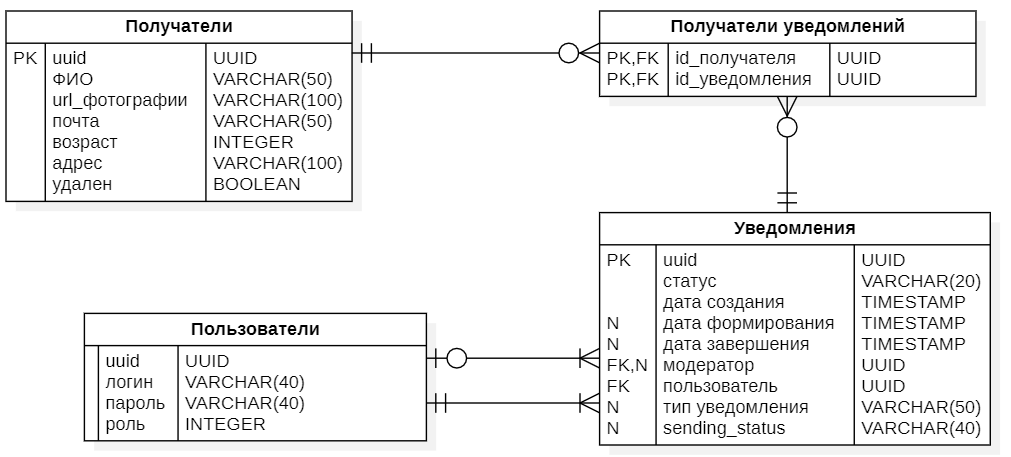 Получатели
PK uuid UUID
ФИО VARCHAR(50)
url_фотографии VARCHAR(100)
почта VARCHAR(50)
возраст INTEGER
адрес VARCHAR(100)
удален BOOLEAN
Получатели уведомлений
PK,FK id_получателя UUID
PK,FK id_уведомления UUID
Уведомления
PK uuid UUID
статус VARCHAR(20)
дата создания TIMESTAMP
N дата формирования TIMESTAMP
N дата завершения TIMESTAMP
FK,N модератор UUID
FK пользователь UUID
N тип уведомления VARCHAR(50)
N sending_status VARCHAR(40)
Пользователи
uuid UUID
логин VARCHAR(40)
пароль VARCHAR(40)
роль INTEGER